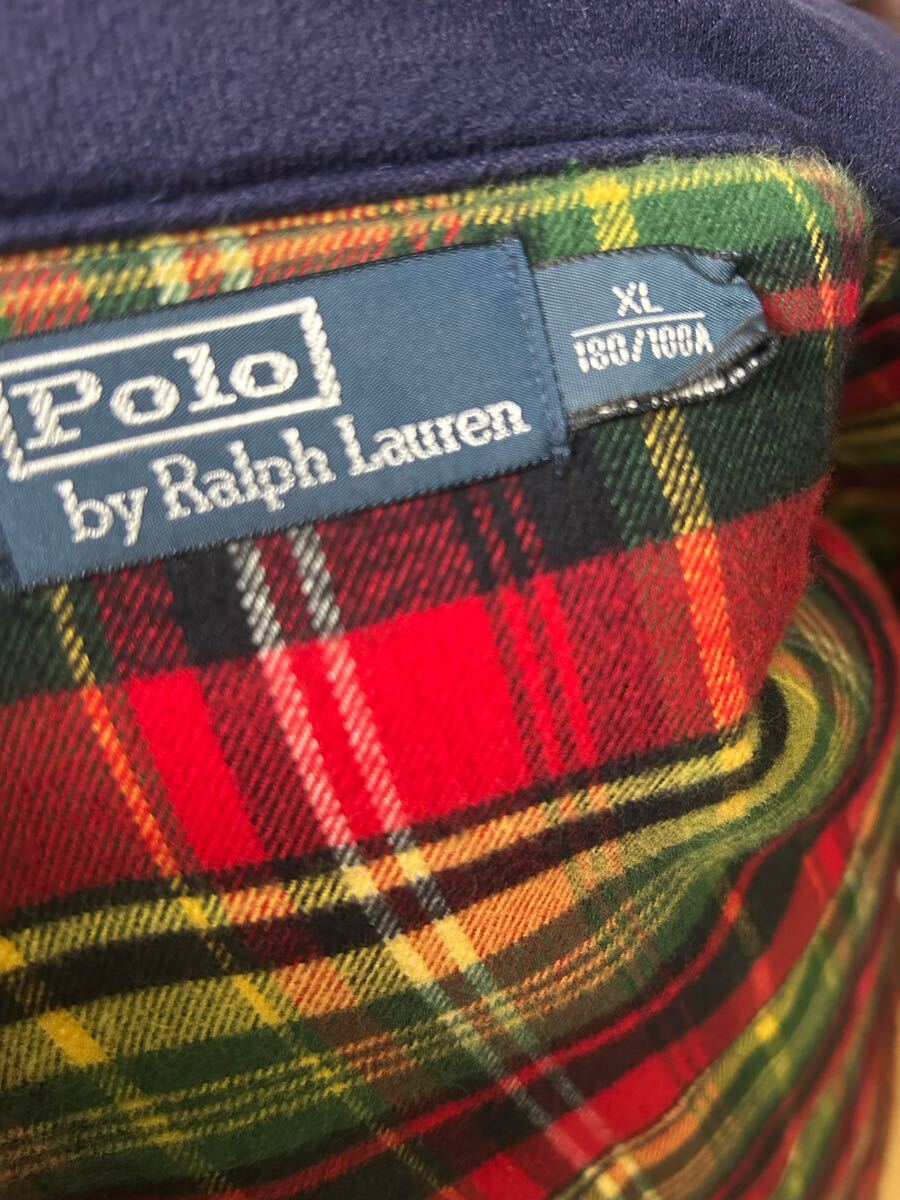 Polo
by Ralph Lauren
XL
180/100A